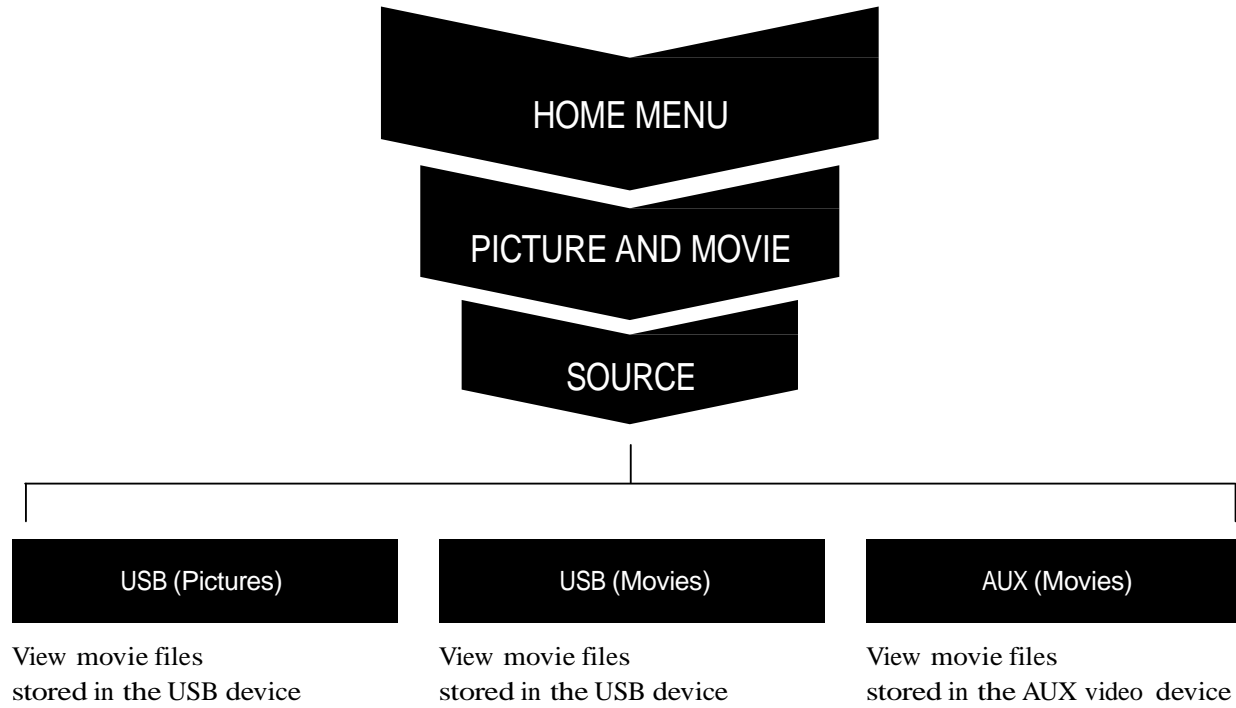 HOME MENU
PICTURE AND MOVIE
SOURCE
USB (Pictures)
View movie files
stored in the USB device
USB (Movies)
View movie files
stored in the USB device
AUX (Movies)
View movie files
stored in the AUX video device